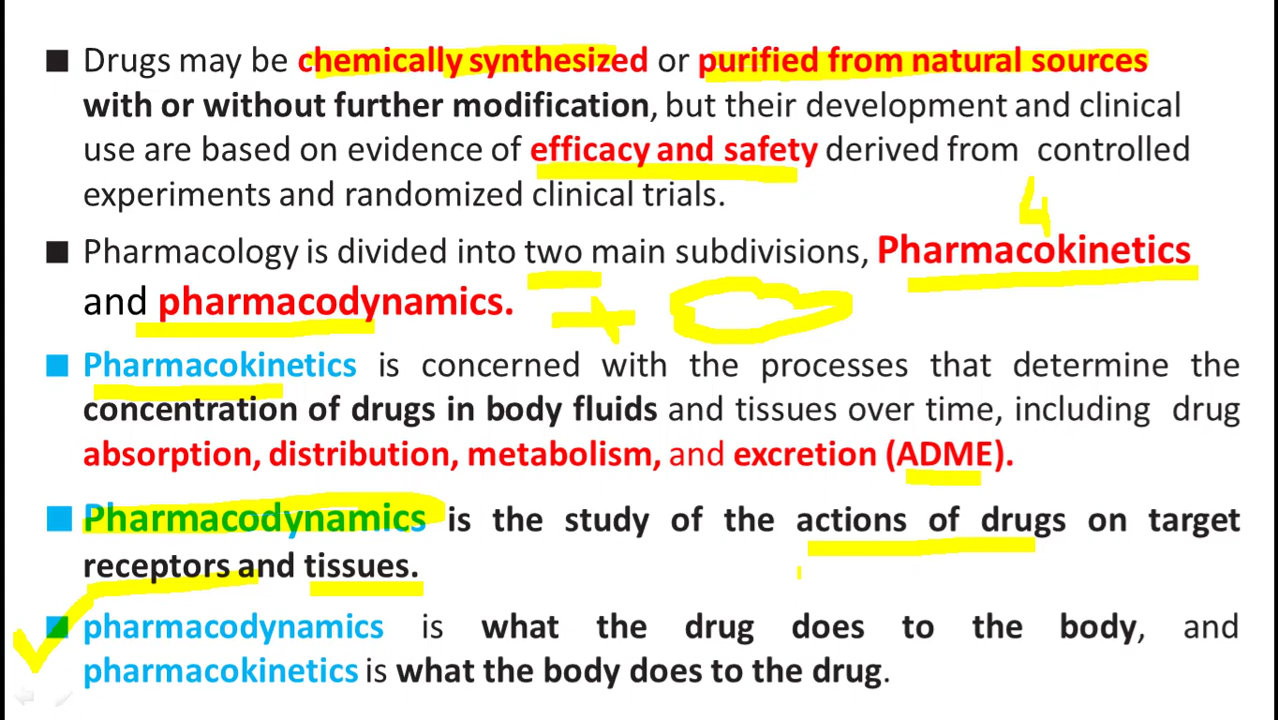 ■ Drugs may be chemically synthesized or purified from natural sources
with or without further modification, but their development and clinical
use are based on evidence of efficacy and safety derived from controlled
experiments and randomized clinical trials.
4
■ Pharmacology is divided into two main subdivisions, Pharmacokinetics
and pharmacodynamics.
■ Pharmacokinetics is concerned with the processes that determine the
concentration of drugs in body fluids and tissues over time, including drug
absorption, distribution, metabolism, and excretion (ADME).
■ Pharmacodynamics is the study of the actions of drugs on target
receptors and tissues.
■ pharmacodynamics is what the drug does to the body, and
pharmacokinetics is what the body does to the drug.